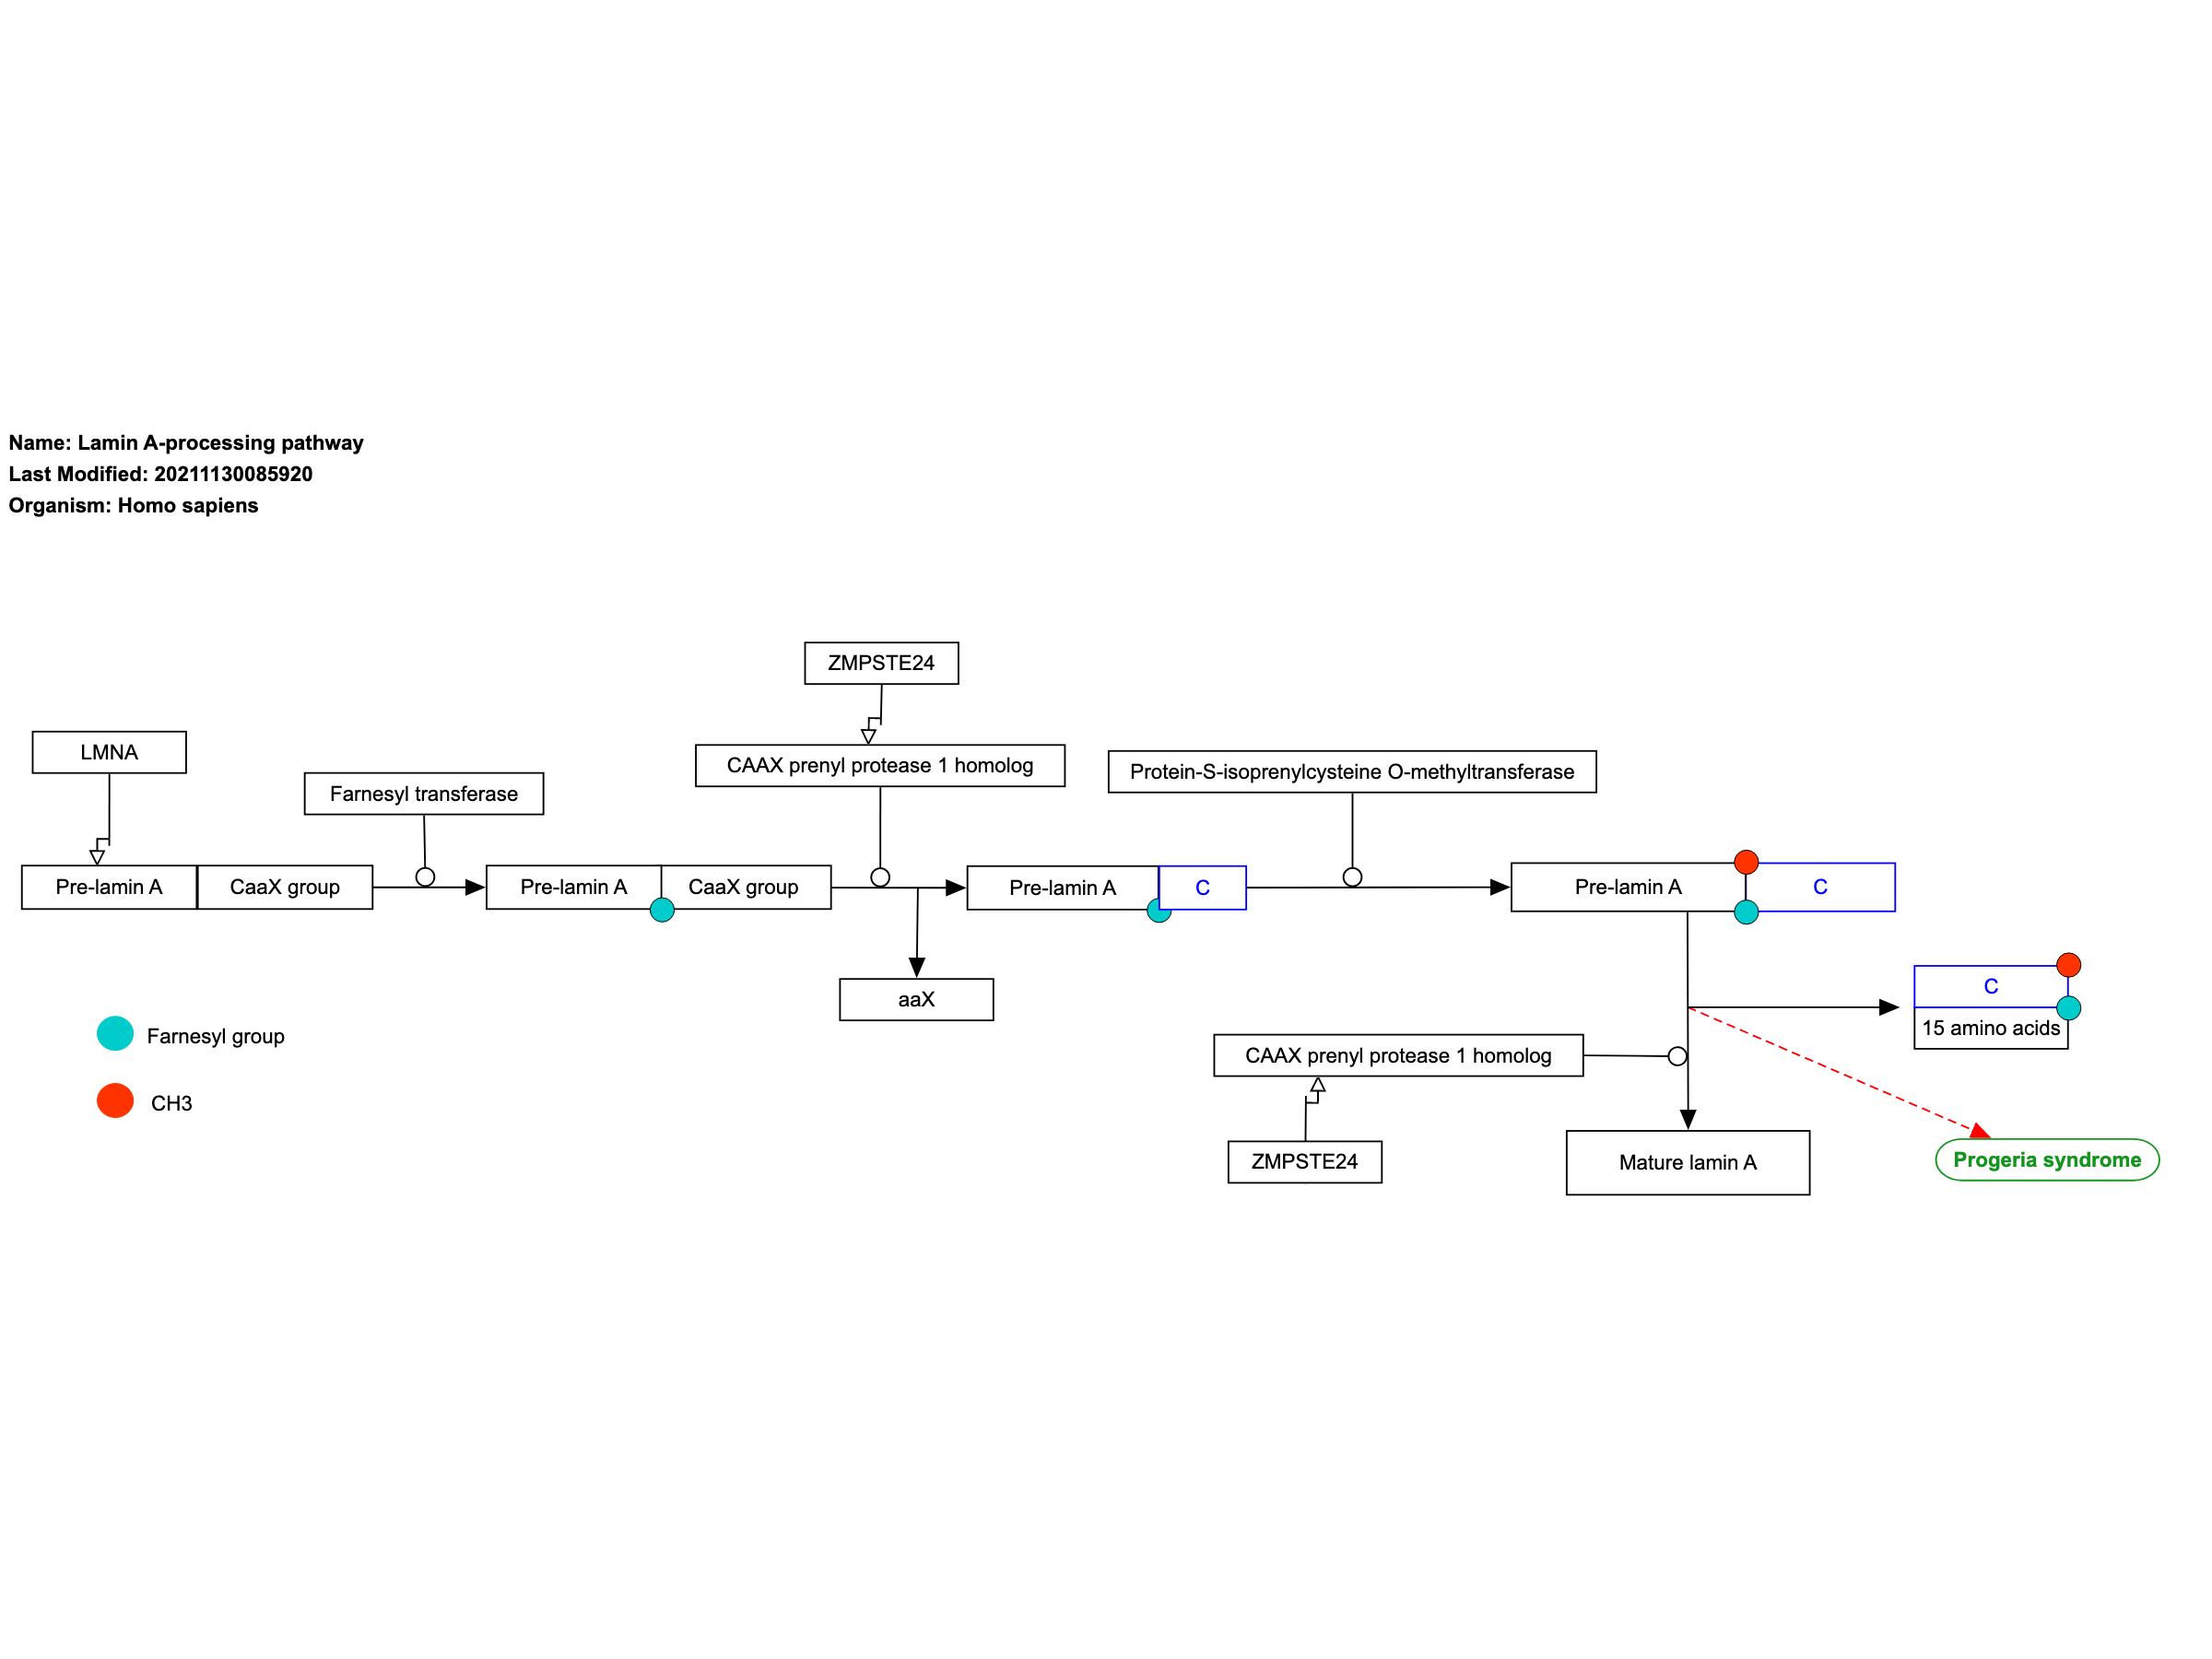 Name: Lamin A-processing pathway
Last Modified: 20211130085920
Organism: Homo sapiens
ZMPSTE24
LMNA
CAAX prenyl protease 1 homolog
Protein-S-isoprenylcysteine O-methyltransferase
Farnesyl transferase
Pre-lamin A
CaaX group
Pre-lamin A
CaaX group
Pre-lamin A
C
Pre-lamin A
C
aaX
C
15 amino acids
Farnesyl group
CH3
CAAX prenyl protease 1 homolog
ZMPSTE24
Mature lamin A
Progeria syndrome